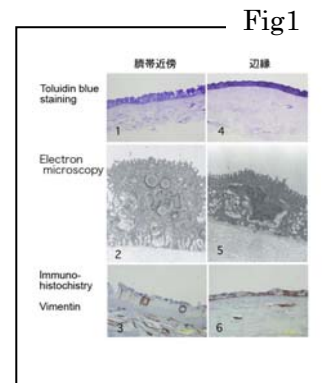 Fig1
臍帯近傍 辺縁
Toluidin blue
staining
1 4
Electron
microscopy
2 5
Immuno-
histochistry
Vimentin
3 6